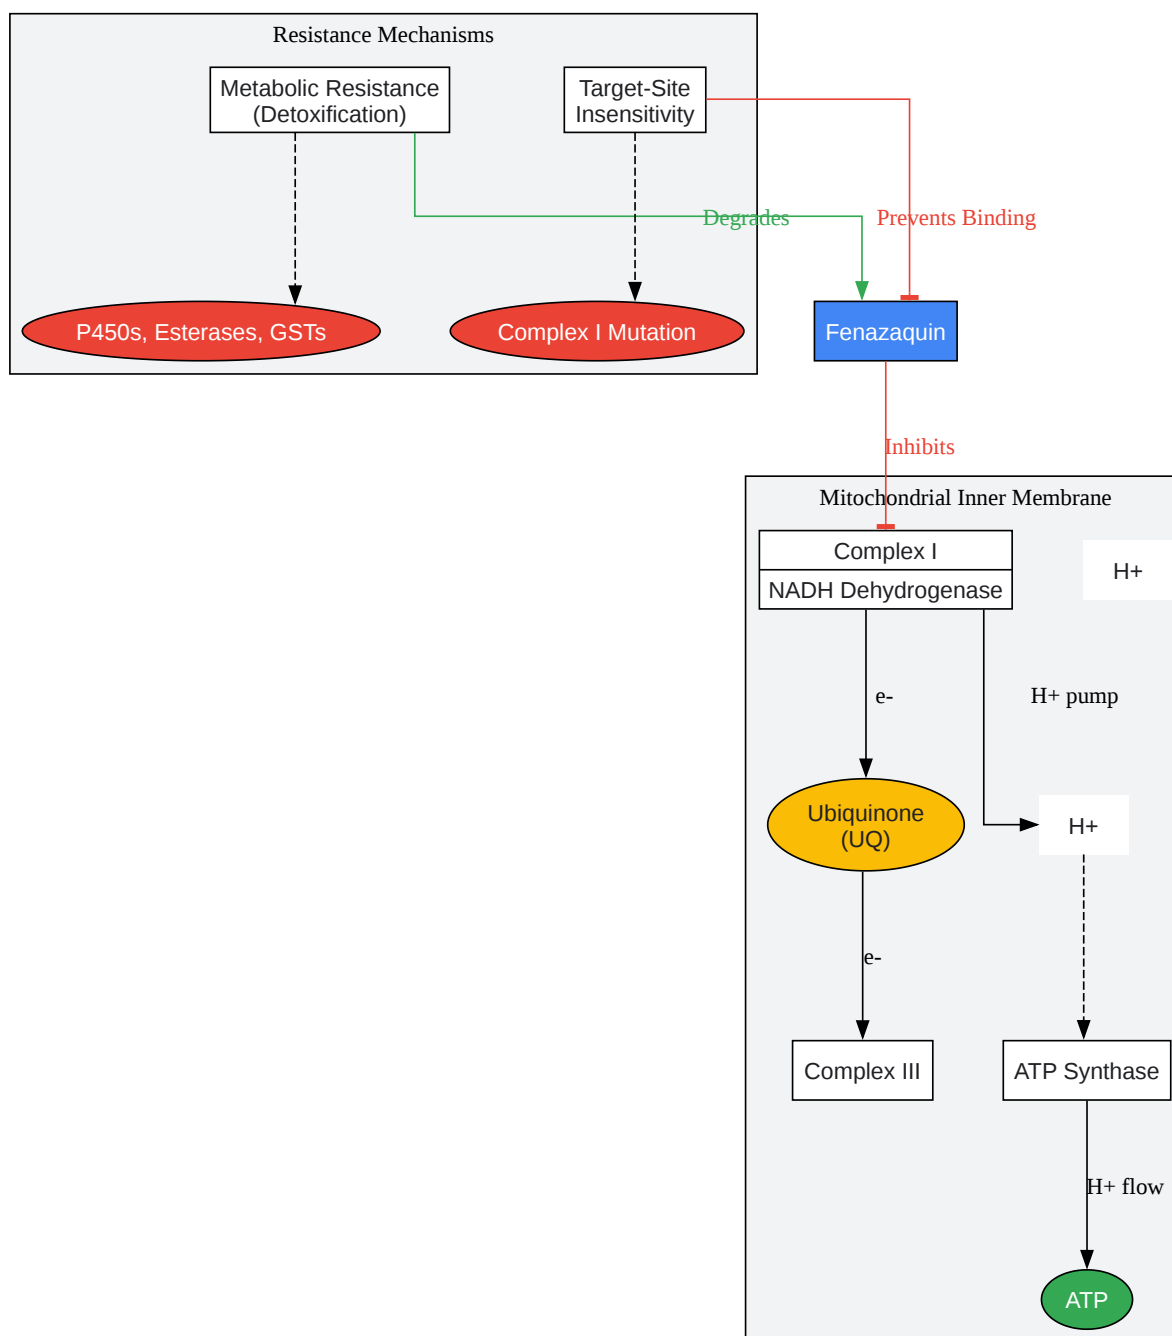 Resistance Mechanisms
Metabolic Resistance
(Detoxification)
Target-Site
Insensitivity
Degrades
Prevents Binding
P450s, Esterases, GSTs
Complex I Mutation
Fenazaquin
Inhibits
Mitochondrial Inner Membrane
Complex I
NADH Dehydrogenase
H+
e-
H+ pump
Ubiquinone
(UQ)
H+
e-
Complex III
ATP Synthase
H+ flow
ATP